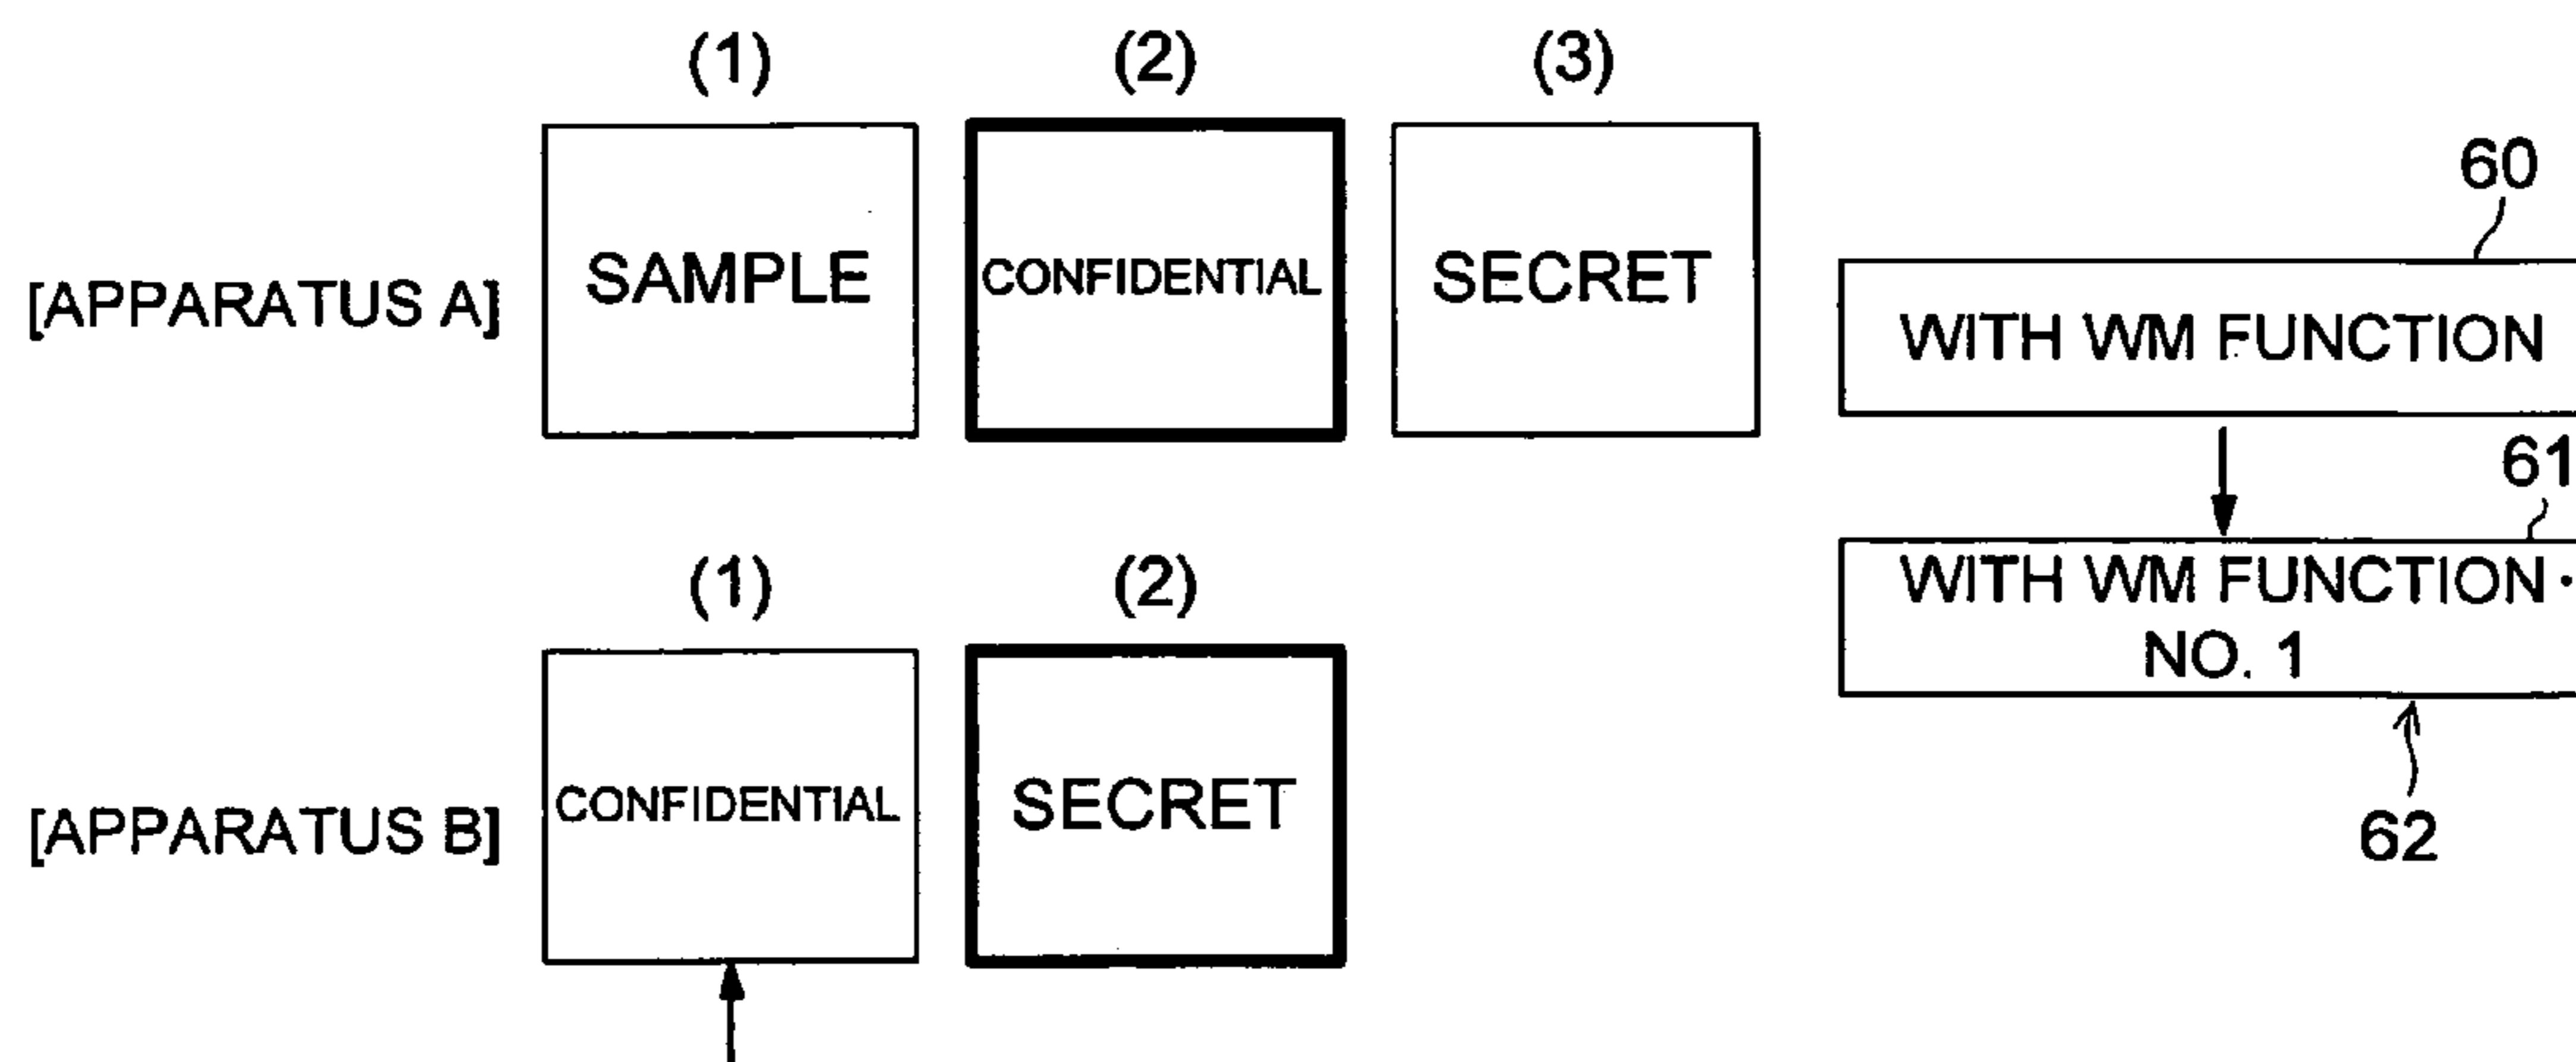 (1) (2) (3)
60
[APPARATUS A] SAMPLE CONFIDENTIAL SECRET
WITH WM FUNCTION
61
(1) (2)
WITH WM FUNCTION·
NO. 1
[APPARATUS B] CONFIDENTIAL SECRET
62